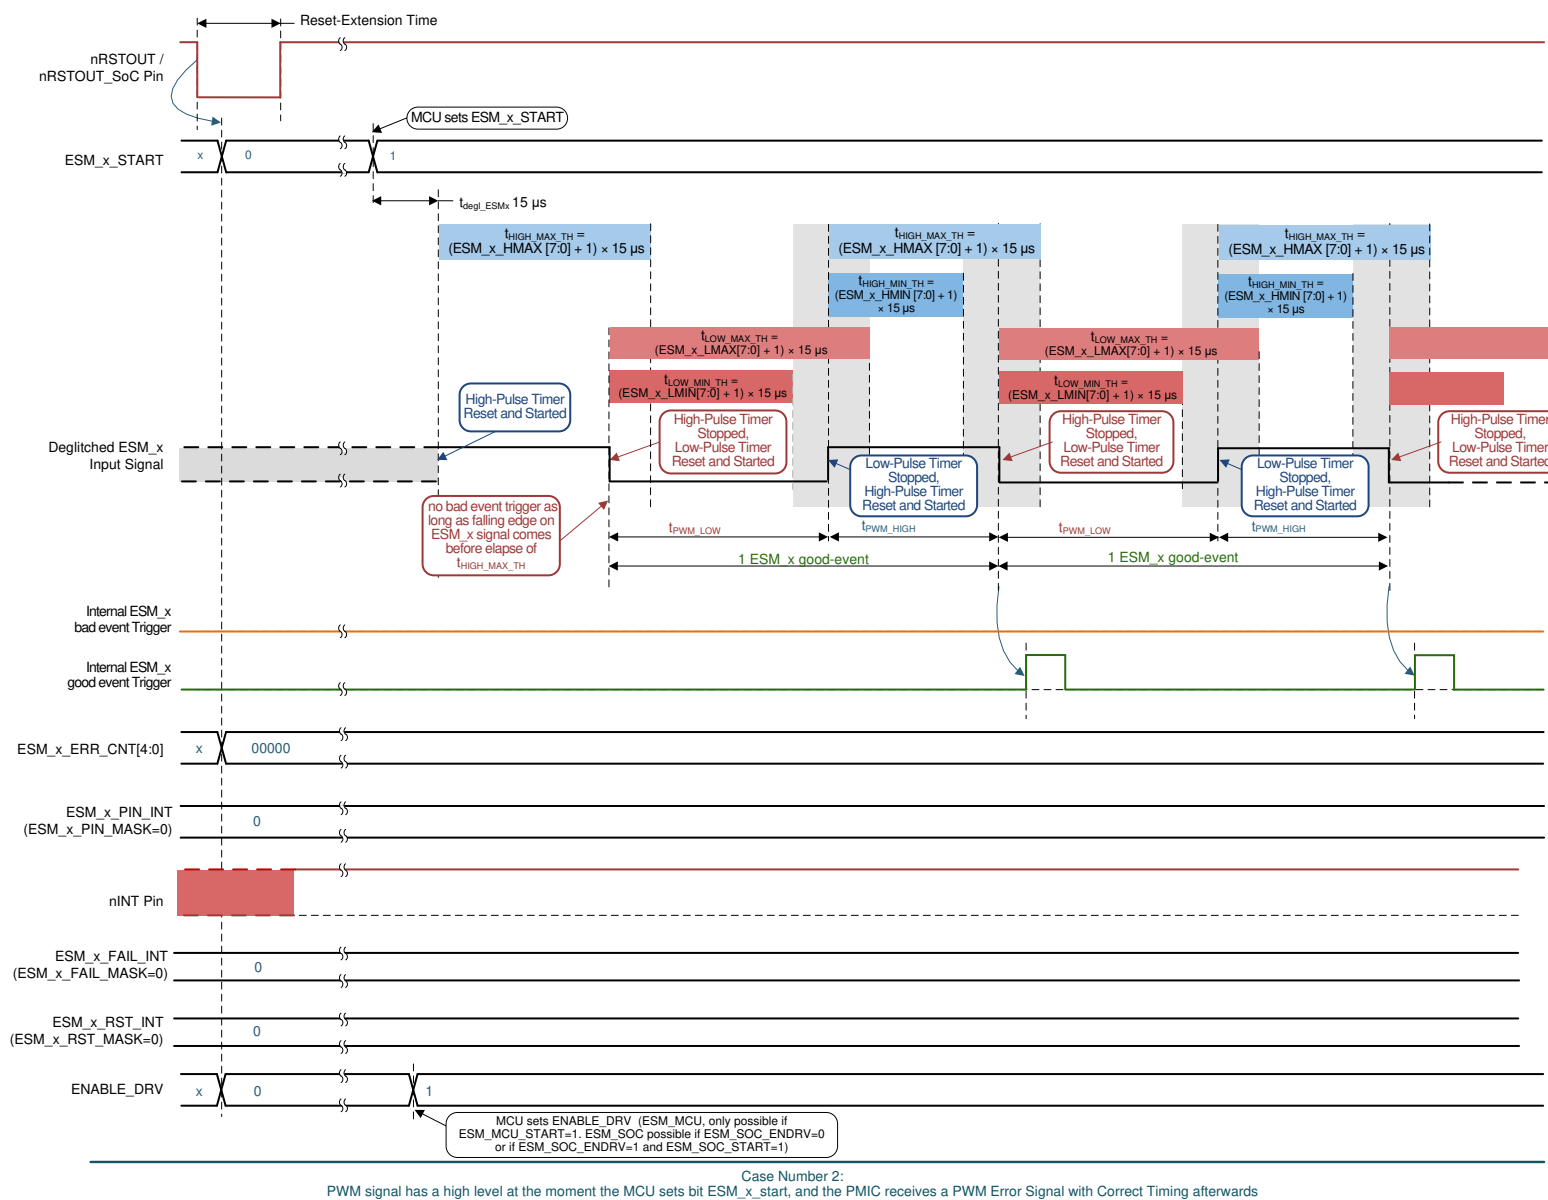 Reset-Extension Time
nRSTOUT /
nRSTOUT_SoC Pin
MCU sets ESM_x_START
ESM_x_START
x
0
1
tdegl_ESMx 15 µs
tHIGH_MAX_TH =
(ESM_x_HMAX [7:0] + 1) × 15 µs
tHIGH_MAX_TH =
(ESM_x_HMAX [7:0] + 1) × 15 µs
tHIGH_MAX_TH =
(ESM_x_HMAX [7:0] + 1) × 15 µs
tHIGH_MIN_TH =
(ESM_x_HMIN [7:0] + 1)
× 15 µs
tHIGH_MIN_TH =
(ESM_x_HMIN [7:0] + 1)
× 15 µs
tLOW_MAX_TH =
(ESM_x_LMAX[7:0] + 1) × 15 µs
tLOW_MAX_TH =
(ESM_x_LMAX[7:0] + 1) × 15 µs
tLOW_MIN_TH =
(ESM_x_LMIN[7:0] + 1) × 15 µs
tLOW_MIN_TH =
(ESM_x_LMIN[7:0] + 1) × 15 µs
High-Pulse Timer
Reset and Started
High-Pulse Timer
Stopped,
Low-Pulse Timer
Reset and Started
High-Pulse Timer
Stopped,
Low-Pulse Timer
Reset and Started
High-Pulse Timer
Stopped,
Low-Pulse Timer
Reset and Started
Deglitched ESM_x
Input Signal
Low-Pulse Timer
Stopped,
High-Pulse Timer
Reset and Started
Low-Pulse Timer
Stopped,
High-Pulse Timer
Reset and Started
no bad event trigger as
long as falling edge on
ESM_x signal comes
before elapse of
tHIGH_MAX_TH
tPWM_LOW
tPWM_HIGH
tPWM_LOW
tPWM_HIGH
1 ESM_x good-event
1 ESM_x good-event
Internal ESM_x
bad event Trigger
Internal ESM_x
good event Trigger
ESM_x_ERR_CNT[4:0]
x
00000
ESM_x_PIN_INT
(ESM_x_PIN_MASK=0)
0
nINT Pin
ESM_x_FAIL_INT
(ESM_x_FAIL_MASK=0)
0
ESM_x_RST_INT
(ESM_x_RST_MASK=0)
0
ENABLE_DRV
x
0
1
MCU sets ENABLE_DRV (ESM_MCU, only possible if
ESM_MCU_START=1. ESM_SOC possible if ESM_SOC_ENDRV=0
or if ESM_SOC_ENDRV=1 and ESM_SOC_START=1)
Case Number 2:
PWM signal has a high level at the moment the MCU sets bit ESM_x_start, and the PMIC receives a PWM Error Signal with Correct Timing afterwards